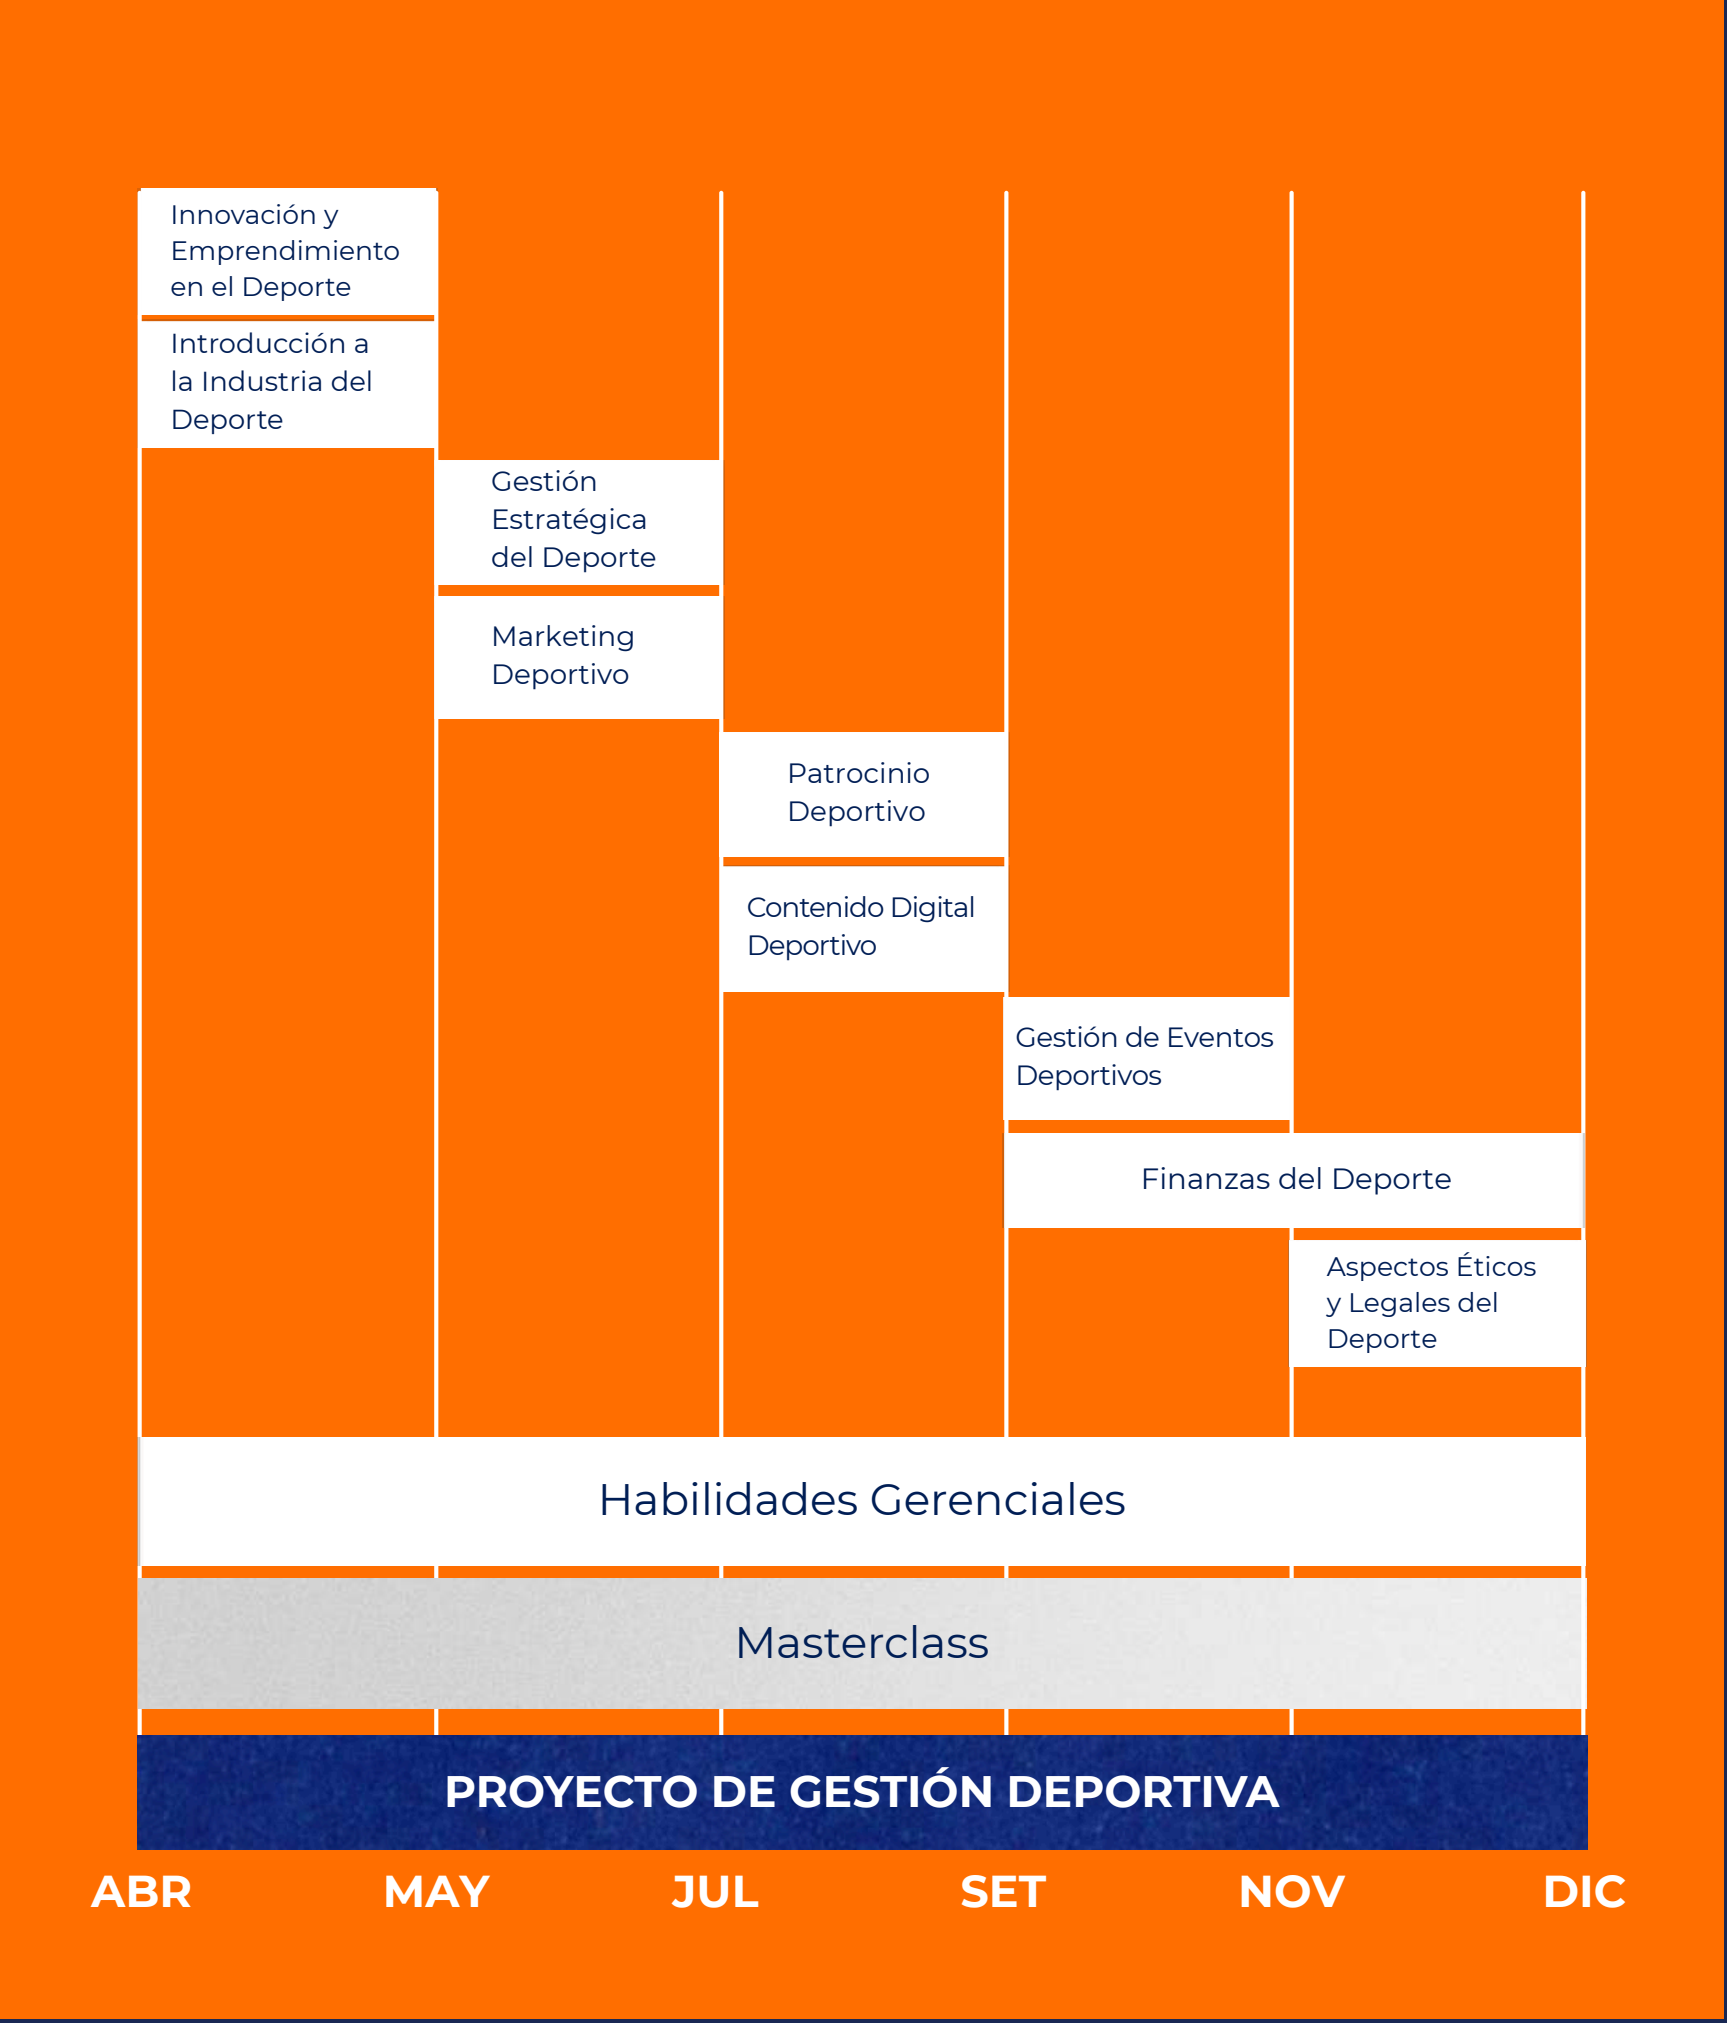 Innovación y
Emprendimiento
en el Deporte
Introducción a
la Industria del
Deporte
Gestión
Estratégica
del Deporte
Marketing
Deportivo
Patrocinio
Deportivo
Contenido Digital
Deportivo
Gestión de Eventos
Deportivos
Finanzas del Deporte
Aspectos Éticos
y Legales del
Deporte
Habilidades Gerenciales
Masterclass
PROYECTO DE GESTIÓN DEPORTIVA
ABR MAY JUL SET NOV DIC